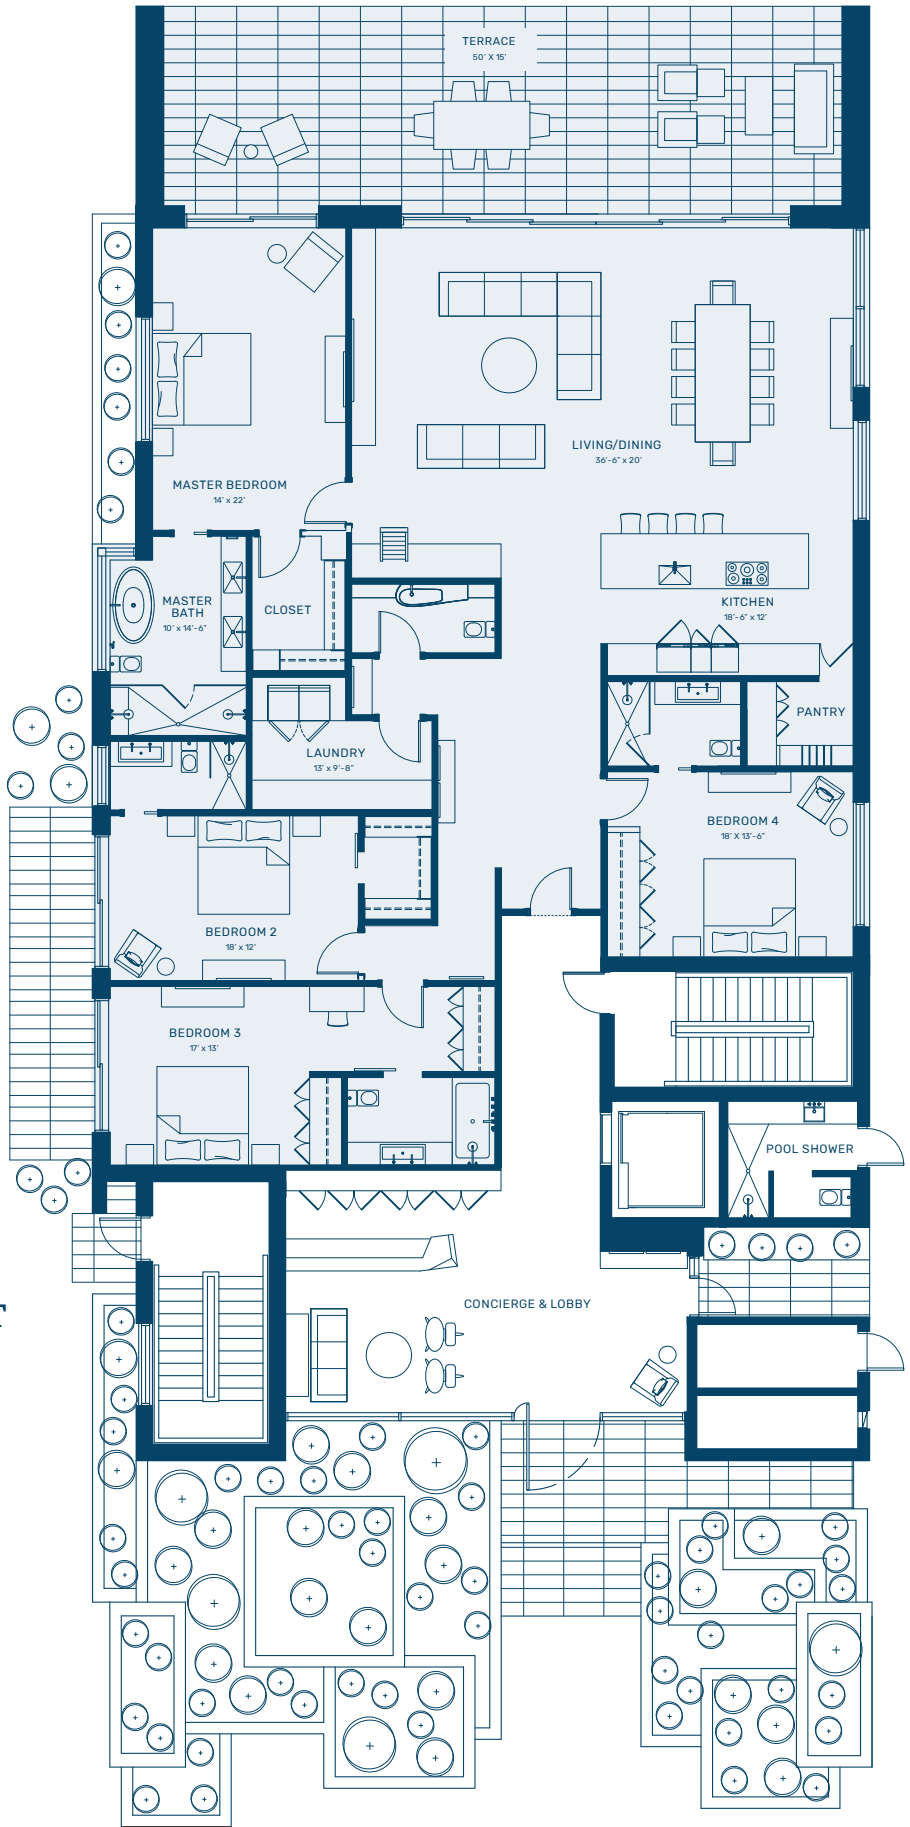 TERRACE
50' X 15'
LIVING/DINING
36'-6" x 20'
MASTER BEDROOM
14' x 22'
MASTER
BATH
10' x 14'-6"
CLOSET
KITCHEN
18'-6" x 12'
PANTRY
LAUNDRY
13' x 9'-8"
BEDROOM 4
18' X 13'-6"
BEDROOM 2
18' x 12'
BEDROOM 3
17' x 13'
POOL SHOWER
CONCIERGE & LOBBY